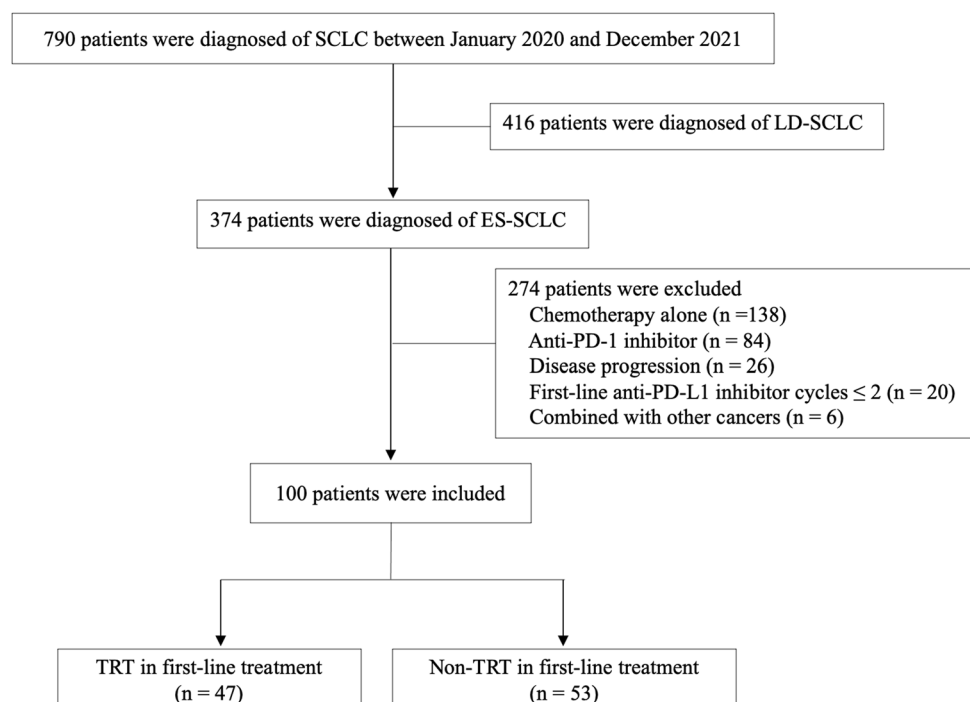 790 patients were diagnosed of SCLC between January 2020 and December 2021
416 patients were diagnosed of LD-SCLC
374 patients were diagnosed of ES-SCLC
274 patients were excluded
Chemotherapy alone (n =138)
Anti-PD-1 inhibitor (n = 84)
Disease progression (n = 26)
First-line anti-PD-L1 inhibitor cycles ≤ 2 (n = 20)
Combined with other cancers (n = 6)
100 patients were included
TRT in first-line treatment
(n = 47)
Non-TRT in first-line treatment
(n = 53)